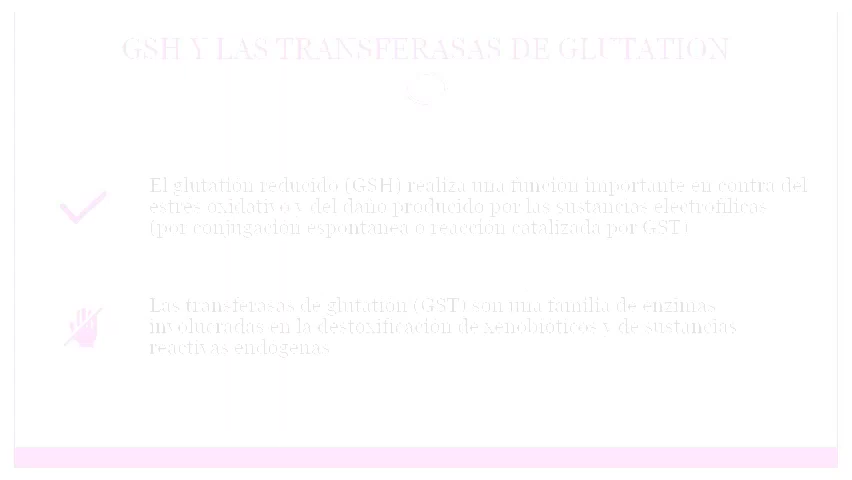 GSH Y LAS TRANSFERASAS DE GLUTATIÓN
El glutatión reducido (GSH) realiza una función importante en contra del
estrés oxidativo y del daño producido por las sustancias electrofílicas
(por conjugación espontanea o reacción catalizada por GST)
Las transferasas de glutatión (GST) son una familia de enzimas
involucradas en la destoxificación de xenobióticos y de sustancias
reactivas endógenas